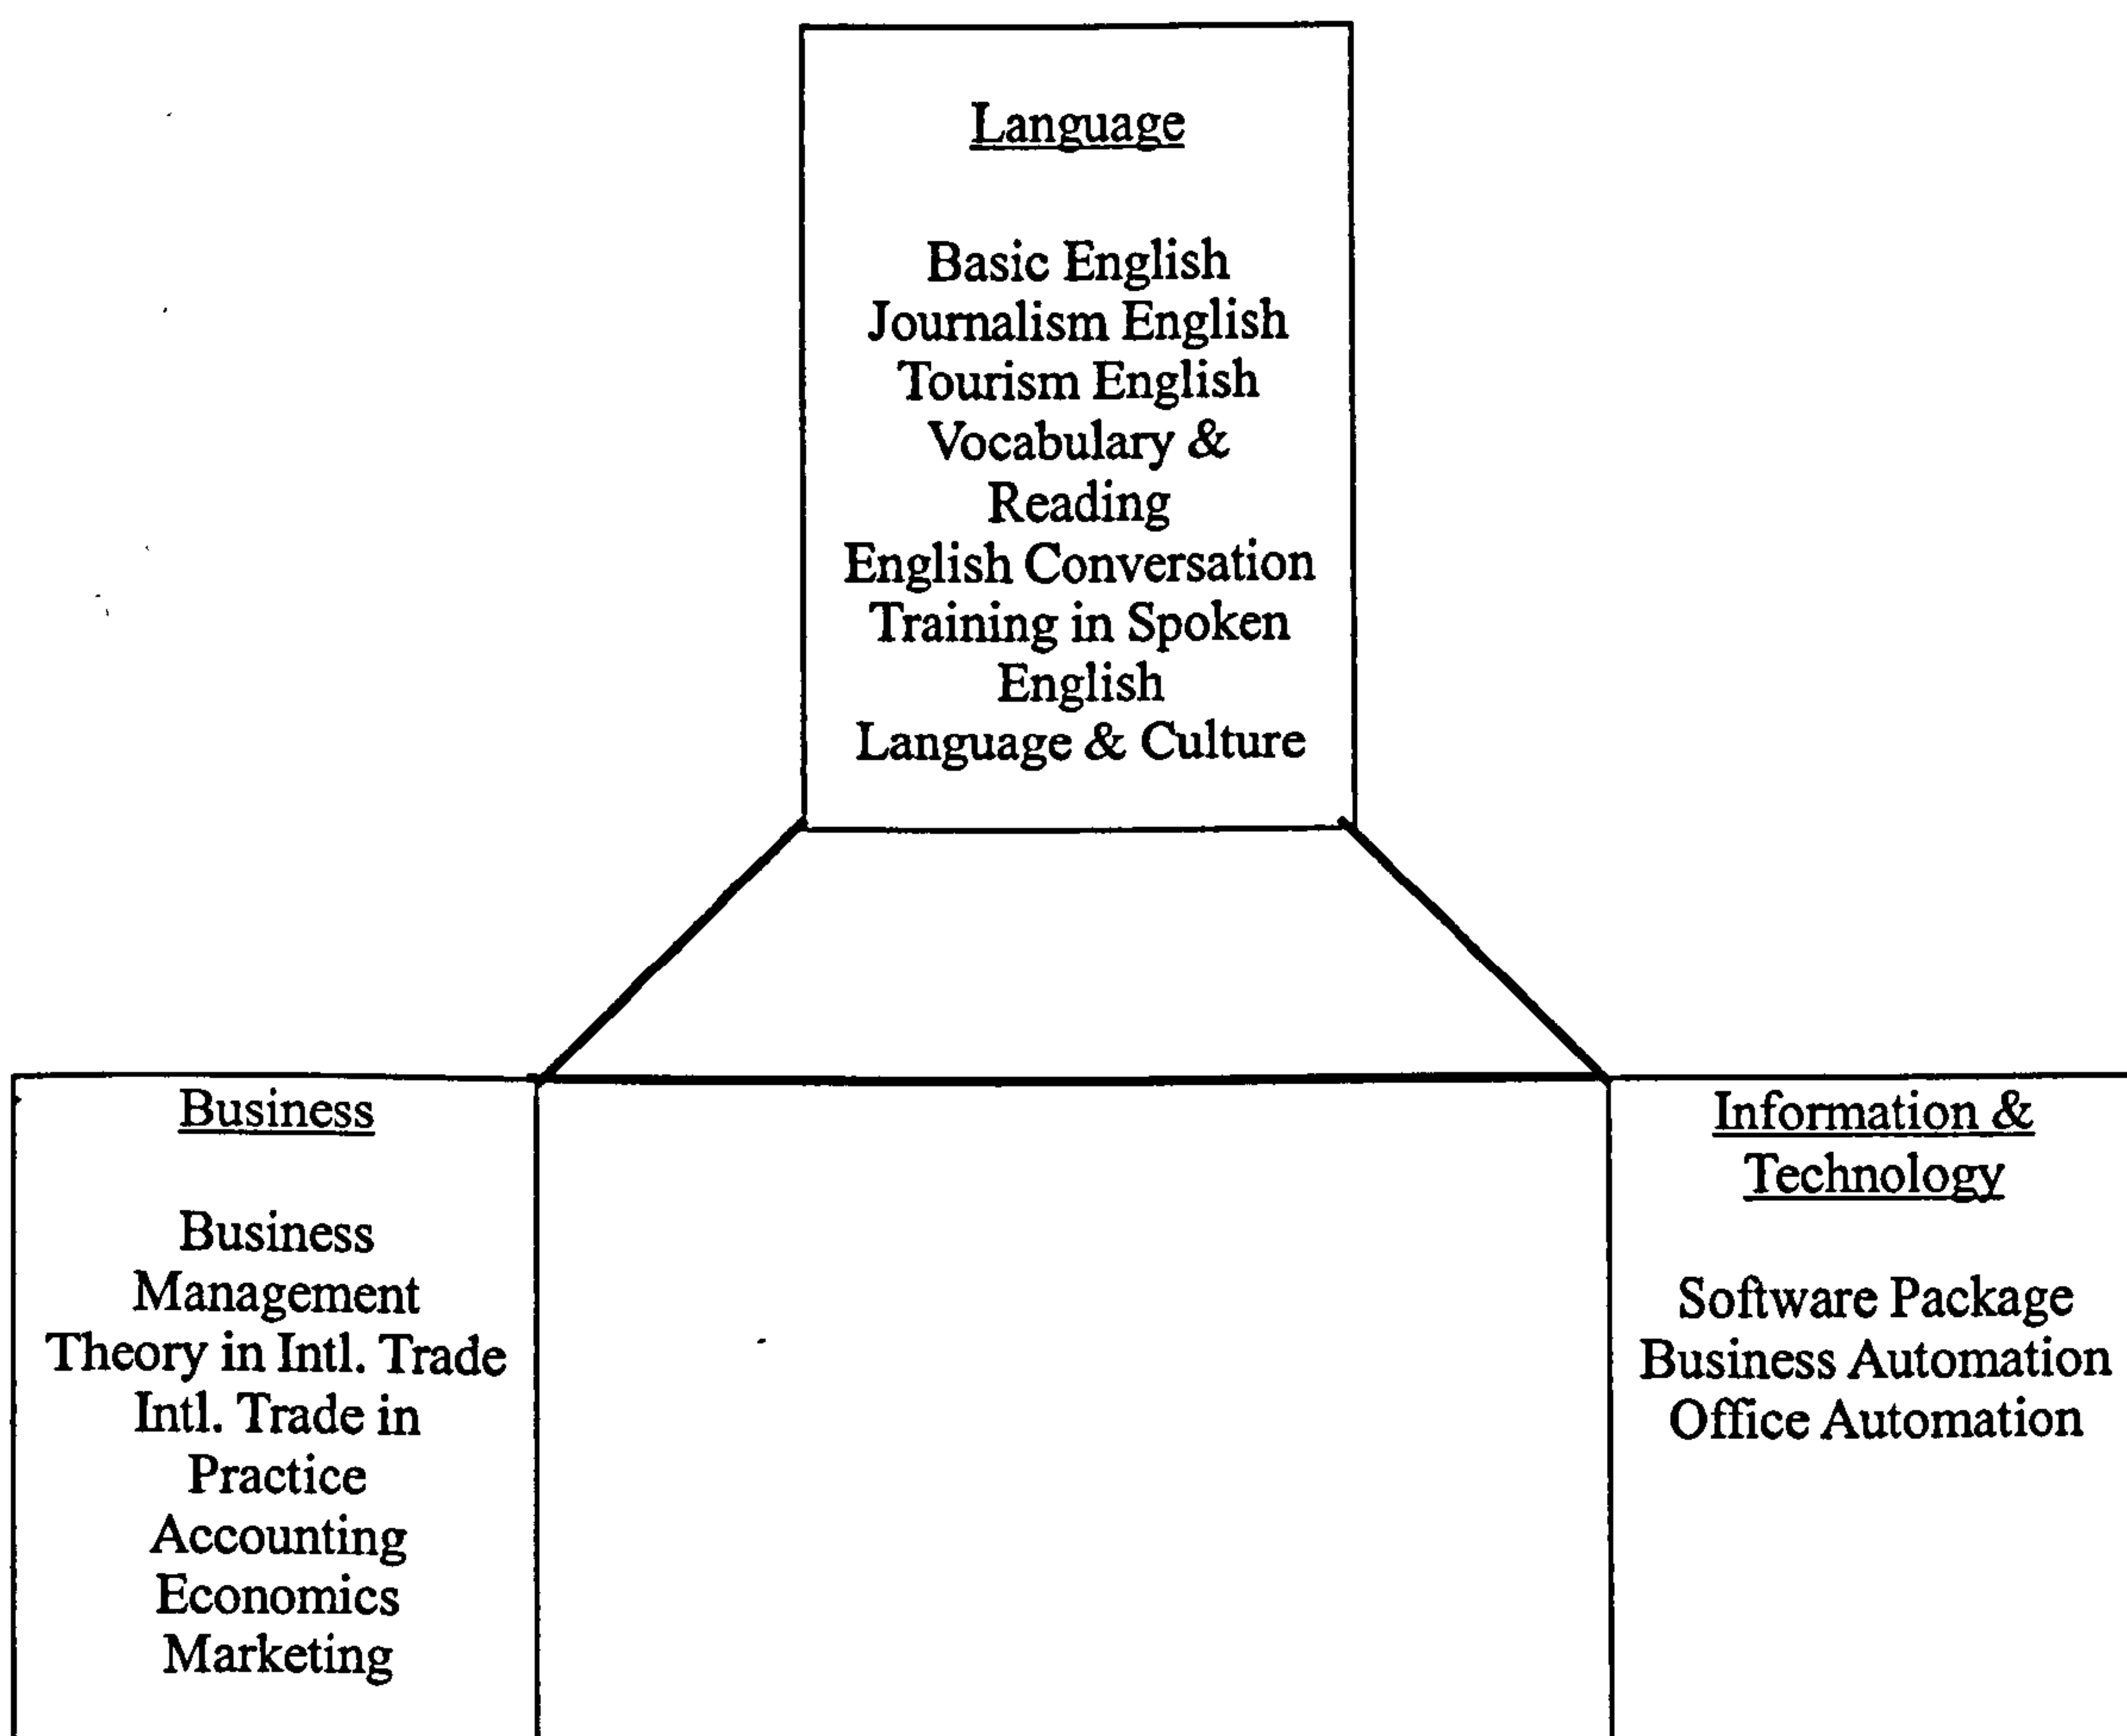 Language
Basic English
Journalism English
Tourism English
Vocabulary &
Reading
English Conversation
Training in Spoken
English
Language & Culture
Business
Business
Management
Theory in Intl. Trade
Intl. Trade in
Practice
Accounting
Economics
Marketing
Information &
Technology
Software Package
Business Automation
Office Automation